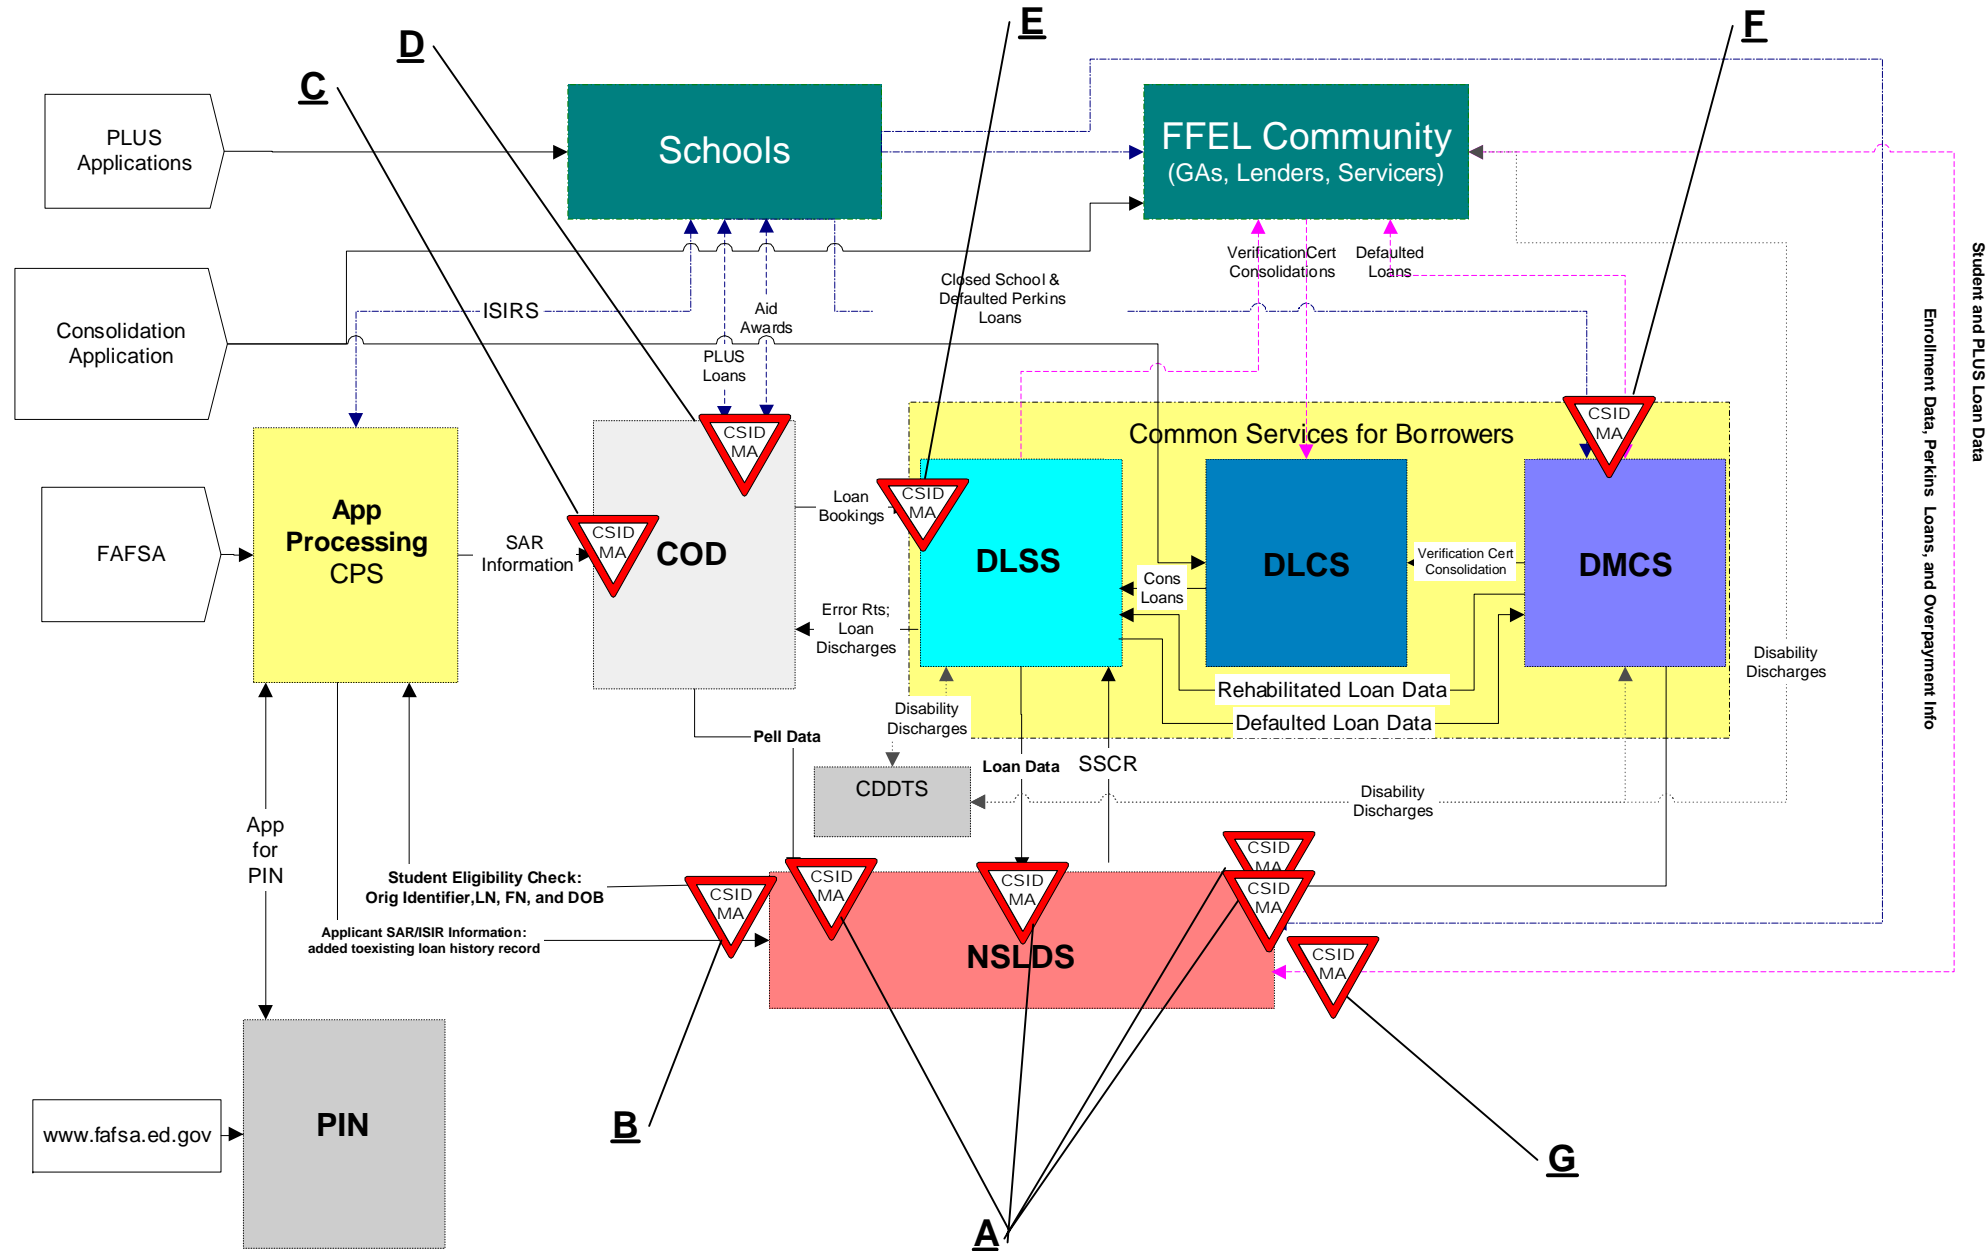 E
D
F
C
PLUS
Applications
Schools
FFEL Community
(GAs, Lenders, Servicers)
VerificationCert
Consolidations
Defaulted
Loans
Closed School &
Defaulted Perkins
Loans
ISIRS
Aid
Awards
PLUS
Loans
Consolidation
Application
Student and PLUS Loan Data
Enrollment Data, Perkins Loans, and Overpayment Info
CSID
MA
CSID
MA
Common Services for Borrowers
App
Processing
CPS
FAFSA
SAR
Information
CSID
MA
COD
Loan
Bookings
CSID
MA
DLSS
DLCS
DMCS
Verification Cert
Consolidation
Cons
Loans
Error Rts;
Loan
Discharges
Disability
Discharges
Rehabilitated Loan Data
Defaulted Loan Data
Disability
Discharges
Pell Data
Loan Data
SSCR
CDDTS
Disability
Discharges
App
for
PIN
Student Eligibility Check:
Orig Identifier,LN, FN, and DOB
Applicant SAR/ISIR Information:
added toexisting loan history record
CSID
MA
CSID
MA
CSID
MA
CSID
MA
CSID
MA
CSID
MA
NSLDS
PIN
www.fafsa.ed.gov
B
G
A